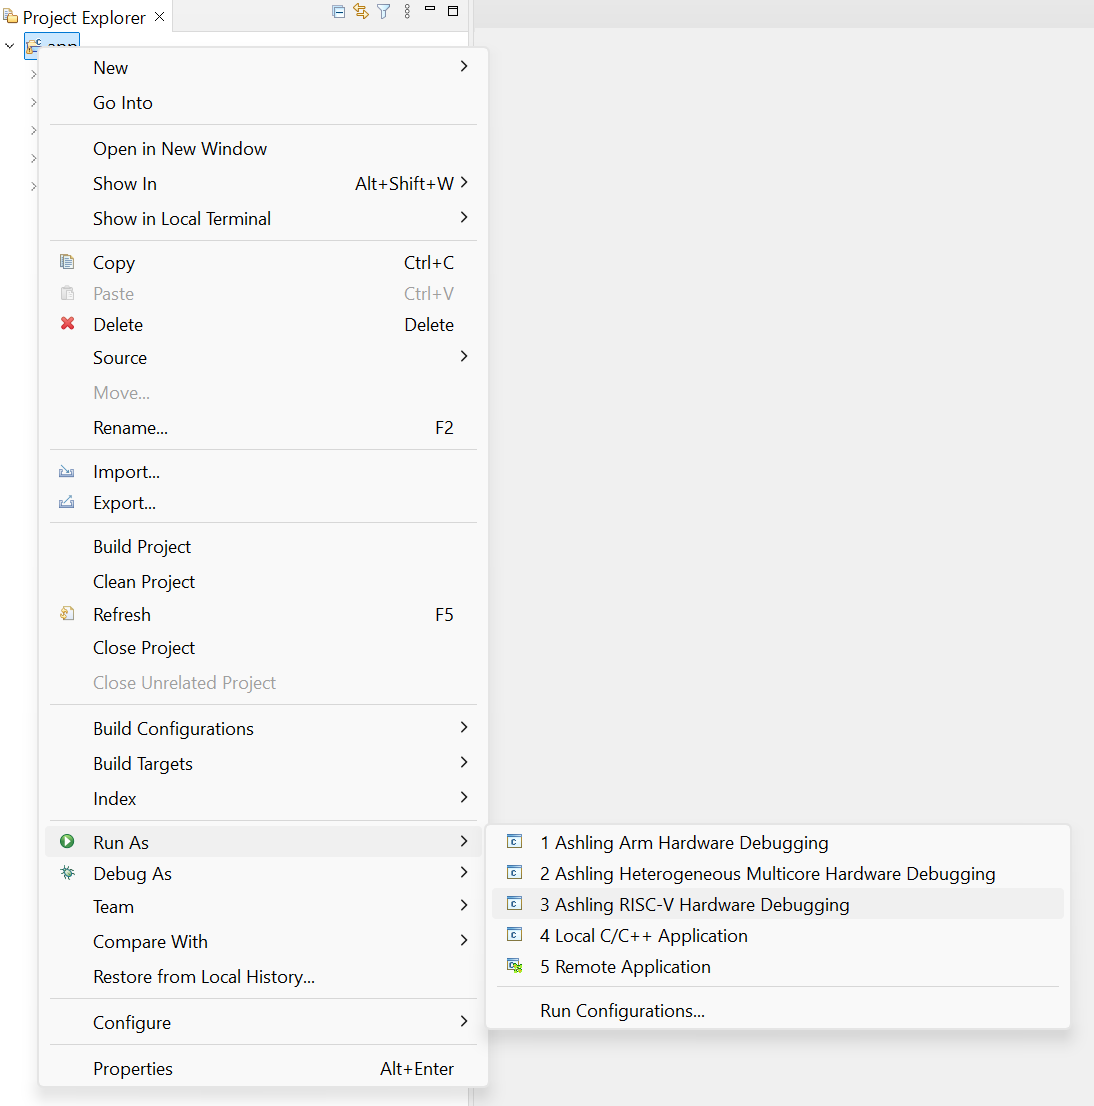 Project Explorer
app
New
Go Into
Open in New Window
Show In Alt+Shift+W
Show in Local Terminal
Copy Ctrl+C
Paste Ctrl+V
Delete Delete
Source
Move...
Rename... F2
Import...
Export...
Build Project
Clean Project
Refresh F5
Close Project
Close Unrelated Project
Build Configurations
Build Targets
Index
Run As
Debug As
Team
Compare With
Restore from Local History...
Configure
Properties Alt+Enter
1 Ashling Arm Hardware Debugging
2 Ashling Heterogeneous Multicore Hardware Debugging
3 Ashling RISC-V Hardware Debugging
4 Local C/C++ Application
5 Remote Application
Run Configurations...